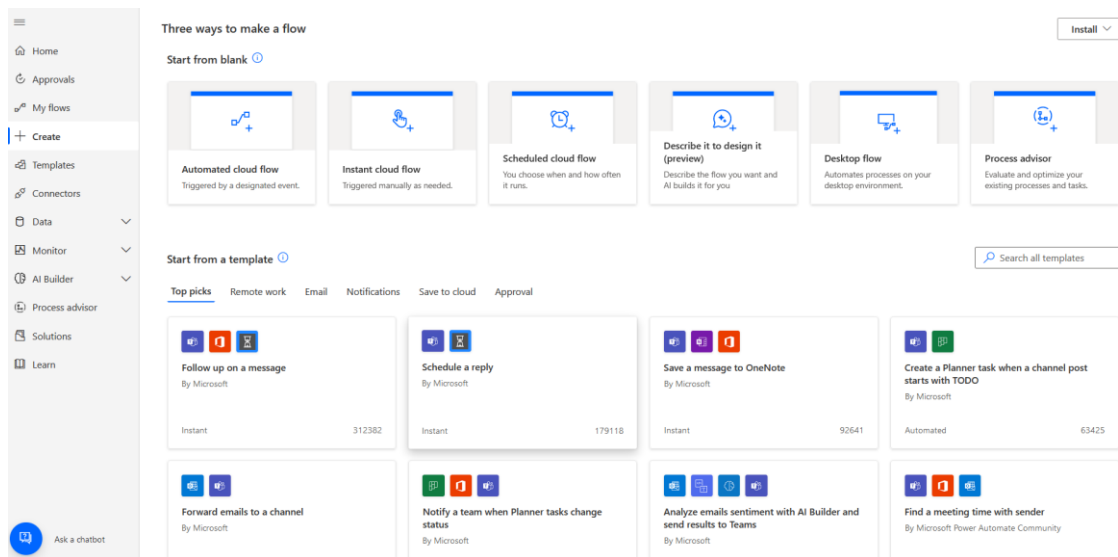 Home
Approvals
My flows
Create
Templates
Connectors
Data
Monitor
AI Builder
Process advisor
Solutions
Learn
Ask a chatbot
Three ways to make a flow
Install
Start from blank
Automated cloud flow
Triggered by a designated event.
Instant cloud flow
Triggered manually as needed.
Scheduled cloud flow
You choose when and how often
it runs.
Describe it to design it
(preview)
Describe the flow you want and
AI builds it for you
Desktop flow
Automates processes on your
desktop environment.
Process advisor
Evaluate and optimize your
existing processes and tasks.
Start from a template
Search all templates
Top picks
Remote work
Email
Notifications
Save to cloud
Approval
Follow up on a message
By Microsoft
Instant 312382
Schedule a reply
By Microsoft
Instant 179118
Save a message to OneNote
By Microsoft
Instant 92641
Create a Planner task when a channel post
starts with TODO
By Microsoft
Automated 63425
Forward emails to a channel
By Microsoft
Notify a team when Planner tasks change
status
By Microsoft
Analyze emails sentiment with AI Builder and
send results to Teams
By Microsoft
Find a meeting time with sender
By Microsoft Power Automate Community